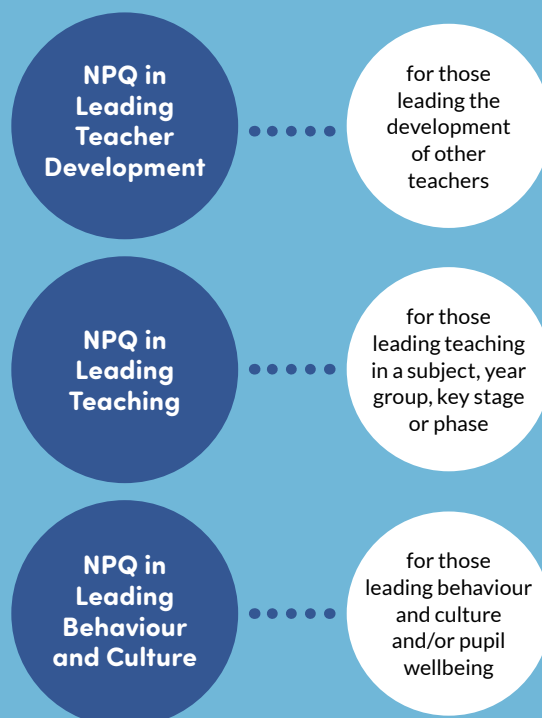 NPQ in
Leading
Teacher
Development
for those
leading the
development
of other
teachers
NPQ in
Leading
Teaching
for those
leading teaching
in a subject, year
group, key stage
or phase
NPQ in
Leading
Behaviour
and Culture
for those
leading behaviour
and culture
and/or pupil
wellbeing